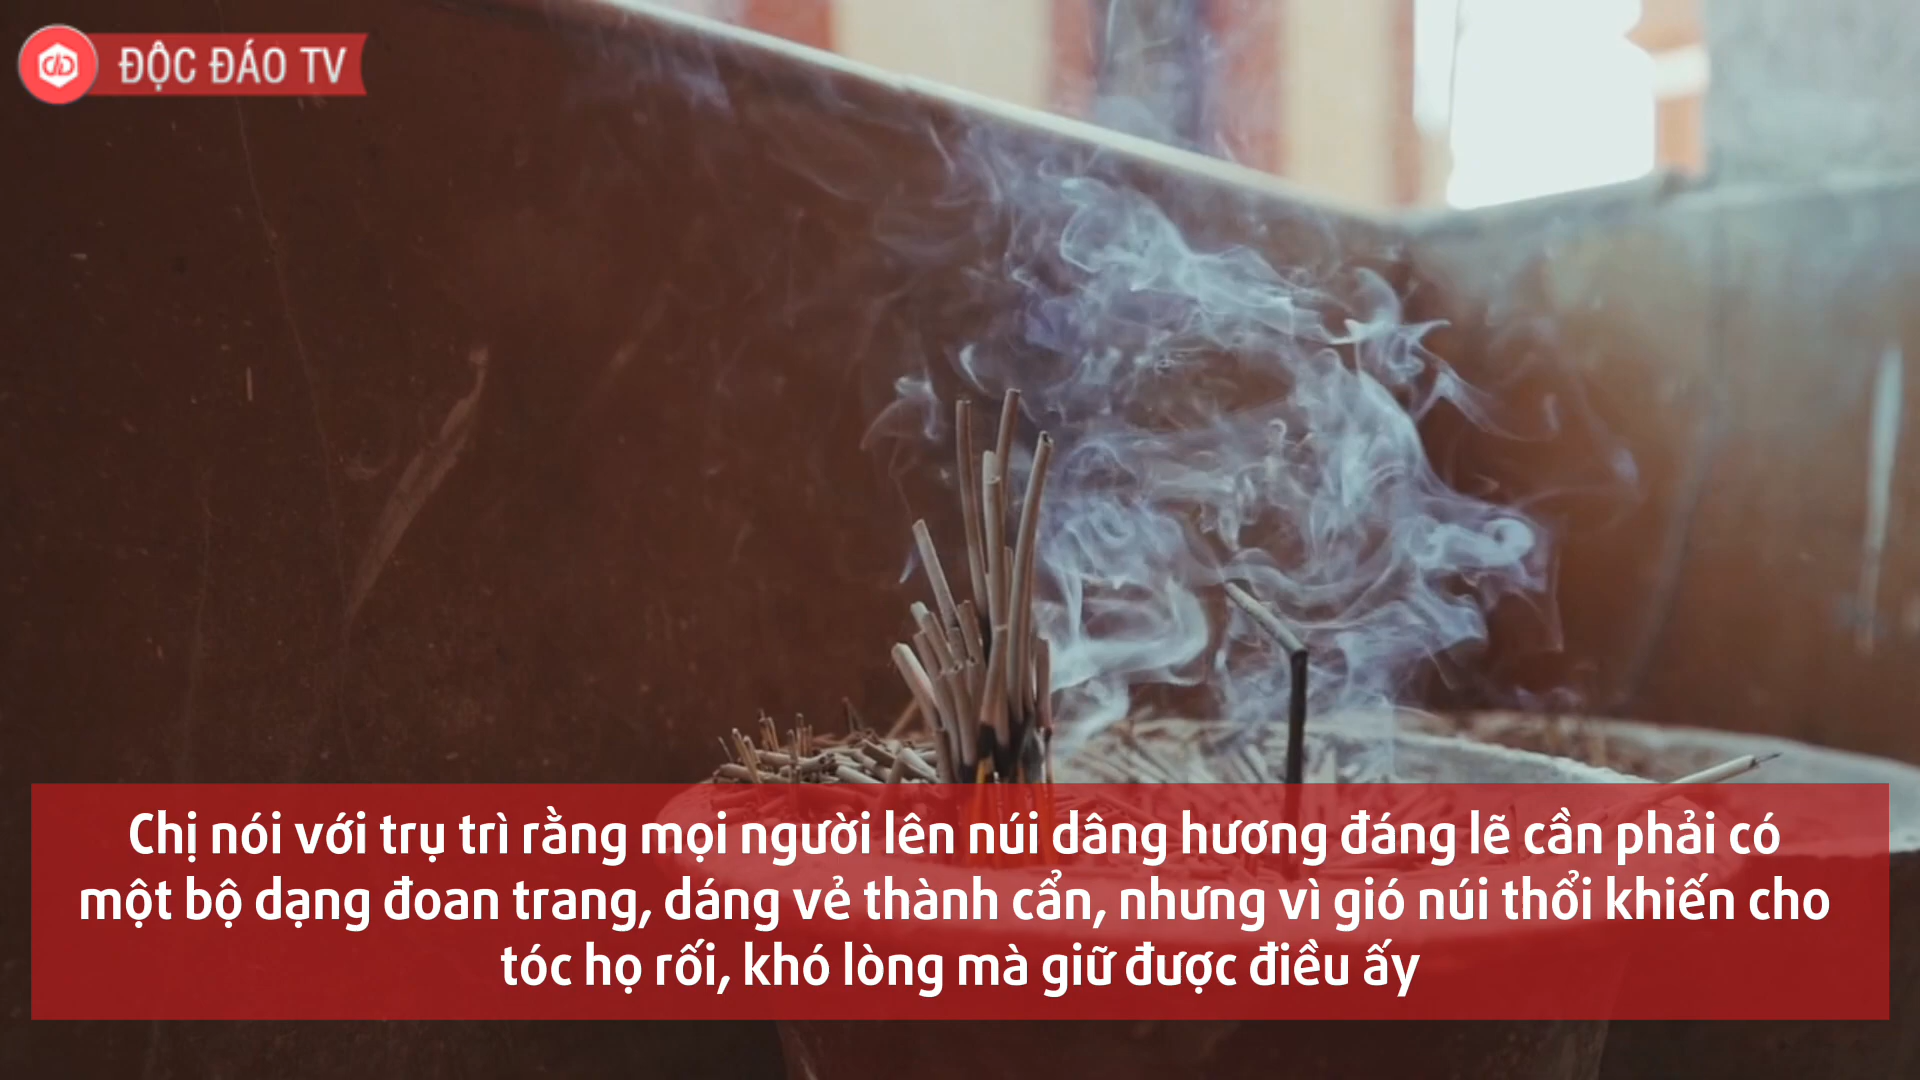 ĐỘC ĐÁO TV
Chị nói với trụ trì rằng mọi người lên núi dâng hương đáng lẽ cần phải có
một bộ dạng đoan trang, dáng vẻ thành cẩn, nhưng vì gió núi thổi khiến cho
tóc họ rối, khó lòng mà giữ được điều ấy